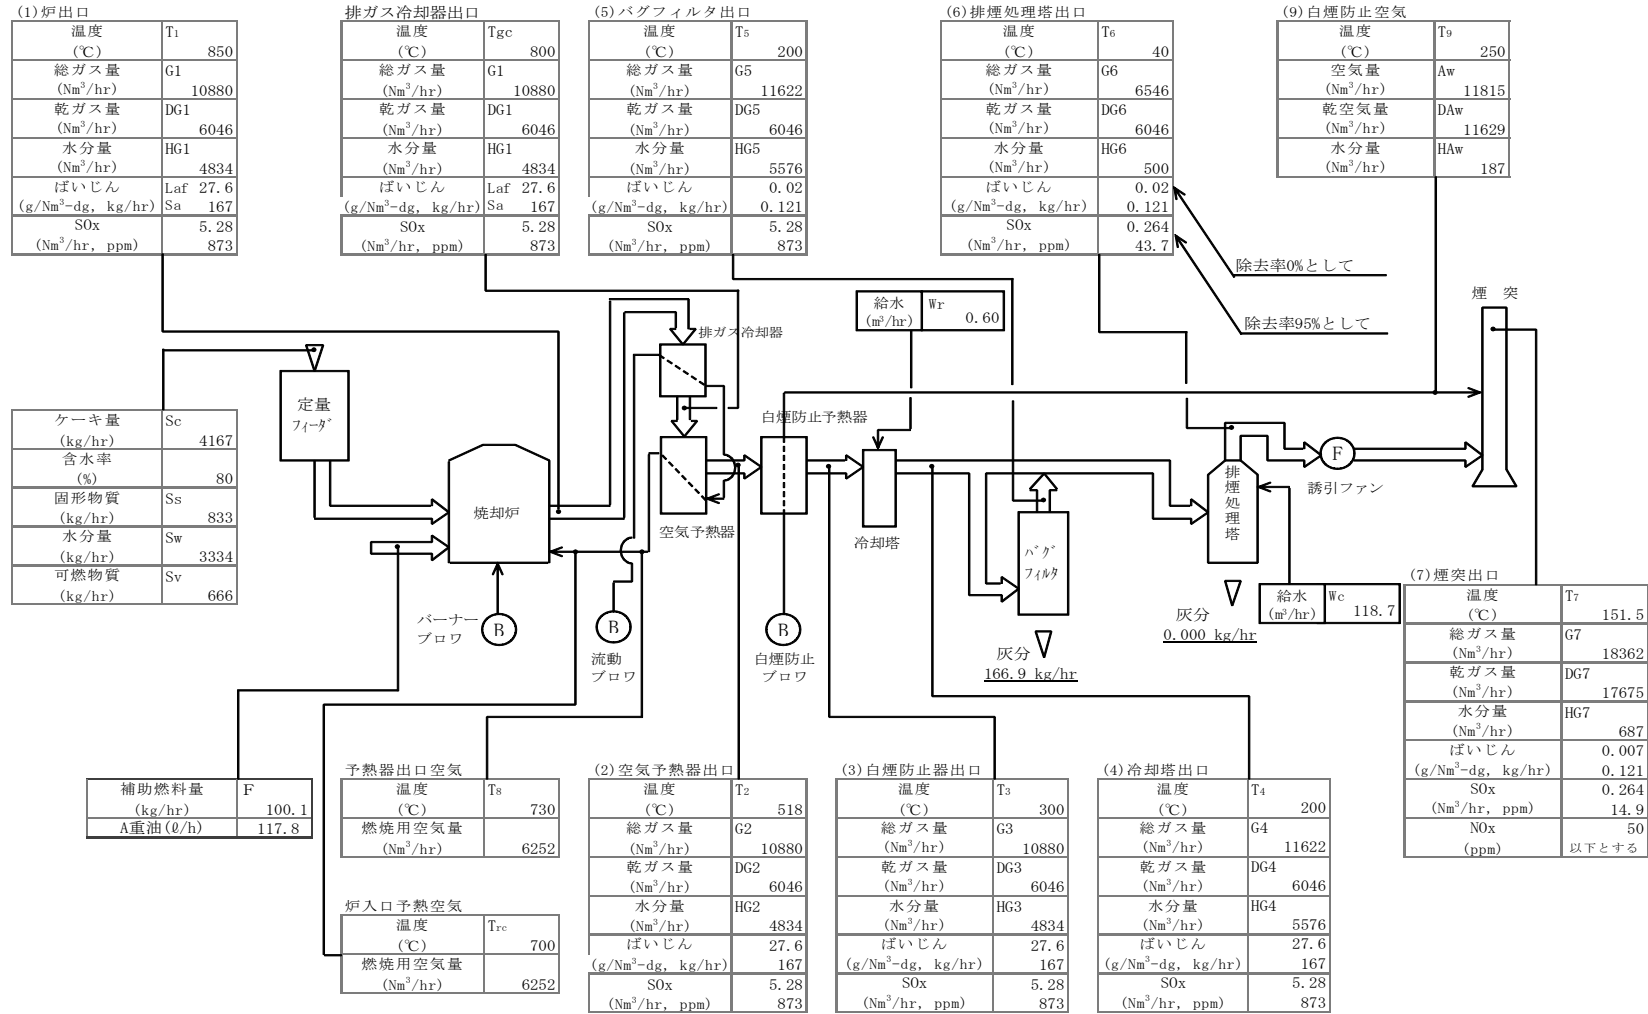 (1)炉出口
温度 T₁
(℃) 850
総ガス量 G1
(Nm³/hr) 10880
乾ガス量 DG1
(Nm³/hr) 6046
水分量 HG1
(Nm³/hr) 4834
ばいじん Laf 27.6
(g/Nm³-dg, kg/hr) Sa 167
SOx 5.28
(Nm³/hr, ppm) 873
排ガス冷却器出口
温度 Tgc
(℃) 800
総ガス量 G1
(Nm³/hr) 10880
乾ガス量 DG1
(Nm³/hr) 6046
水分量 HG1
(Nm³/hr) 4834
ばいじん Laf 27.6
(g/Nm³-dg, kg/hr) Sa 167
SOx 5.28
(Nm³/hr, ppm) 873
(5)バグフィルタ出口
温度 T₅
(℃) 200
総ガス量 G5
(Nm³/hr) 11622
乾ガス量 DG5
(Nm³/hr) 6046
水分量 HG5
(Nm³/hr) 5576
ばいじん 0.02
(g/Nm³-dg, kg/hr) 0.121
SOx 5.28
(Nm³/hr, ppm) 873
(6)排煙処理塔出口
温度 T₆
(℃) 40
総ガス量 G6
(Nm³/hr) 6546
乾ガス量 DG6
(Nm³/hr) 6046
水分量 HG6
(Nm³/hr) 500
ばいじん 0.02
(g/Nm³-dg, kg/hr) 0.121
SOx 0.264
(Nm³/hr, ppm) 43.7
(9)白煙防止空気
温度 T₉
(℃) 250
空気量 Aw
(Nm³/hr) 11815
乾空気量 DAw
(Nm³/hr) 11629
水分量 HAw
(Nm³/hr) 187
除去率0%として
除去率95%として
煙 突
給水 Wr
(m³/hr) 0.60
排ガス冷却器
定量
フィーダ
白煙防止予熱器
ケーキ量 Sc
(kg/hr) 4167
含水率
(%) 80
固形物質 Ss
(kg/hr) 833
水分量 Sw
(kg/hr) 3334
可燃物質 Sv
(kg/hr) 666
焼却炉
空気予熱器
冷却塔
バグ
フィルタ
排煙処理塔
F
誘引ファン
バーナー
ブロワ
B
B
流動
ブロワ
B
白煙防止
ブロワ
灰分
166.9 kg/hr
灰分
0.000 kg/hr
給水 Wc
(m³/hr) 118.7
(7)煙突出口
温度 T₇
(℃) 151.5
総ガス量 G7
(Nm³/hr) 18362
乾ガス量 DG7
(Nm³/hr) 17675
水分量 HG7
(Nm³/hr) 687
ばいじん 0.007
(g/Nm³-dg, kg/hr) 0.121
SOx 0.264
(Nm³/hr, ppm) 14.9
NOx 50
(ppm) 以下とする
補助燃料量 F
(kg/hr) 100.1
A重油(ℓ/h) 117.8
予熱器出口空気
温度 T₈
(℃) 730
燃焼用空気量
(Nm³/hr) 6252
炉入口予熱空気
温度 Trc
(℃) 700
燃焼用空気量
(Nm³/hr) 6252
(2)空気予熱器出口
温度 T₂
(℃) 518
総ガス量 G2
(Nm³/hr) 10880
乾ガス量 DG2
(Nm³/hr) 6046
水分量 HG2
(Nm³/hr) 4834
ばいじん 27.6
(g/Nm³-dg, kg/hr) 167
SOx 5.28
(Nm³/hr, ppm) 873
(3)白煙防止器出口
温度 T₃
(℃) 300
総ガス量 G3
(Nm³/hr) 10880
乾ガス量 DG3
(Nm³/hr) 6046
水分量 HG3
(Nm³/hr) 4834
ばいじん 27.6
(g/Nm³-dg, kg/hr) 167
SOx 5.28
(Nm³/hr, ppm) 873
(4)冷却塔出口
温度 T₄
(℃) 200
総ガス量 G4
(Nm³/hr) 11622
乾ガス量 DG4
(Nm³/hr) 6046
水分量 HG4
(Nm³/hr) 5576
ばいじん 27.6
(g/Nm³-dg, kg/hr) 167
SOx 5.28
(Nm³/hr, ppm) 873